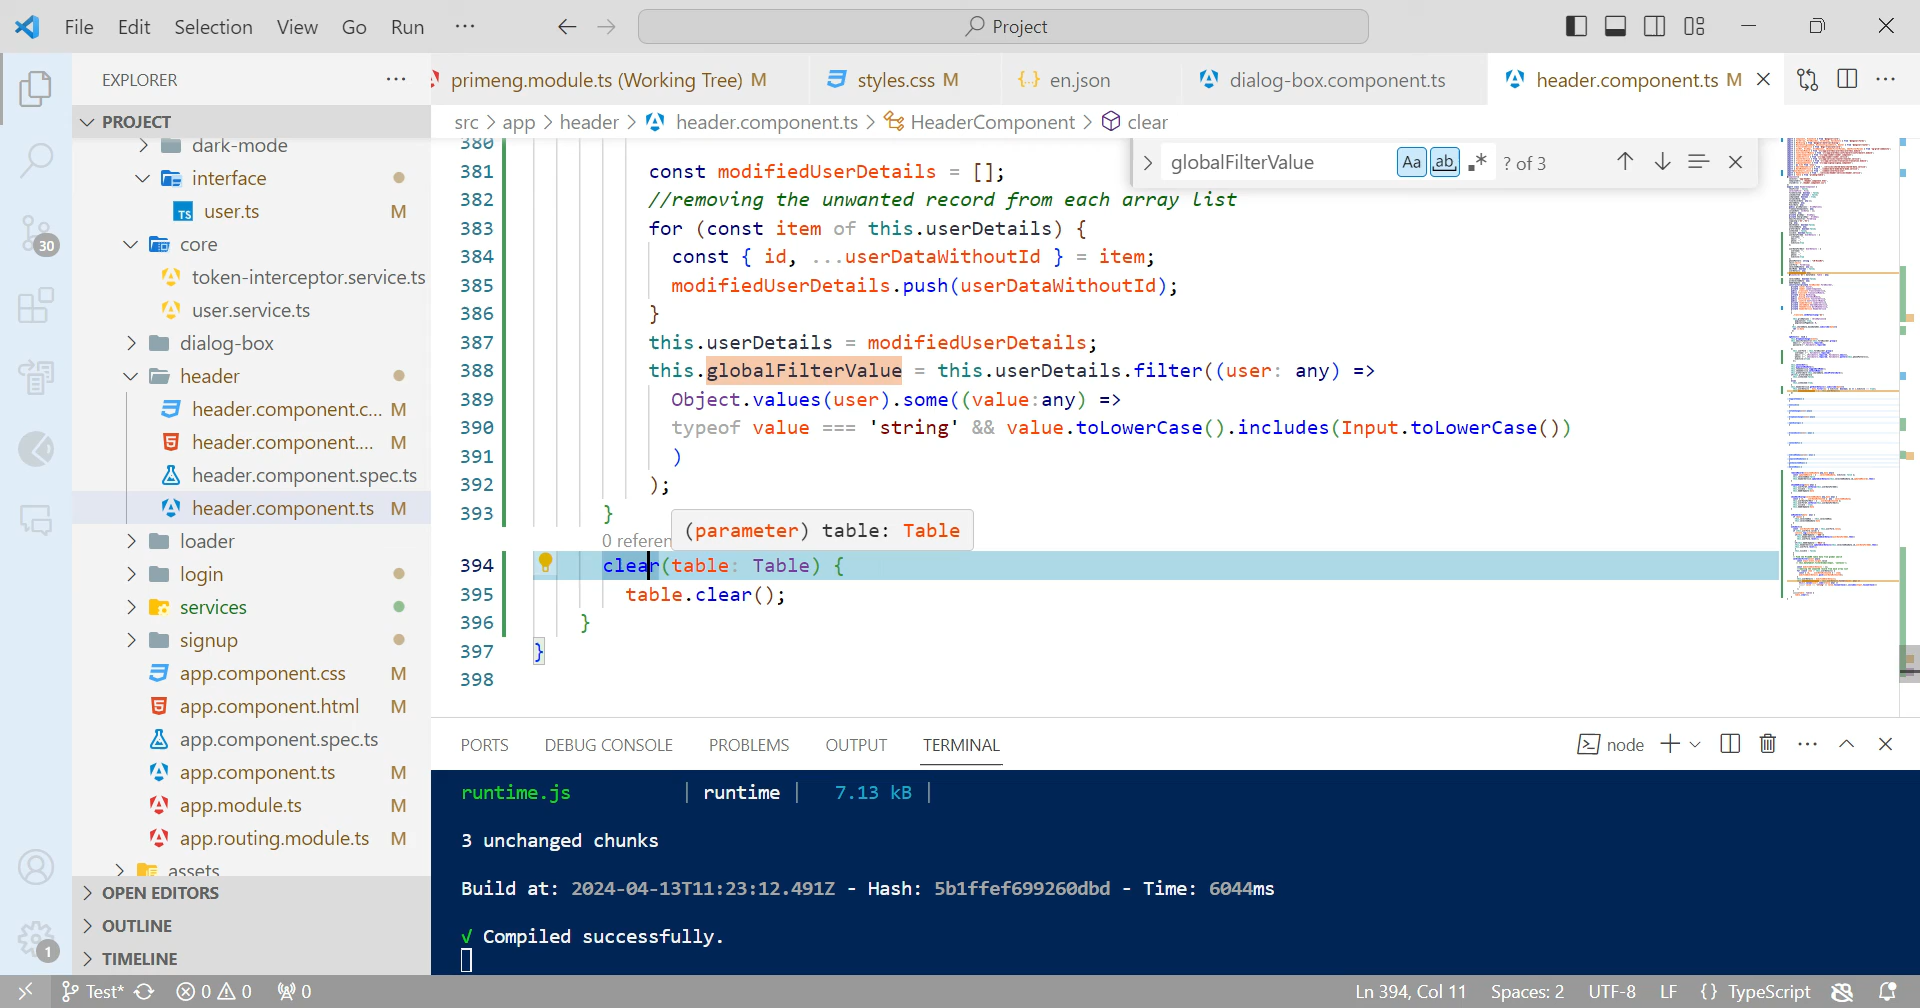 File Edit Selection View Go Run ···
Project
EXPLORER ···
primeng.module.ts (Working Tree) M
styles.css M
{} en.json
dialog-box.component.ts
header.component.ts M
PROJECT
src > app > header > header.component.ts > HeaderComponent > clear
dark-mode
interface
TS user.ts M
core
token-interceptor.service.ts
30
user.service.ts
dialog-box
header
header.component.c... M
header.component.... M
header.component.spec.ts
header.component.ts M
loader
login
services
signup
app.component.css M
app.component.html M
app.component.spec.ts
app.component.ts M
app.module.ts M
app.routing.module.ts M
assets
OPEN EDITORS
OUTLINE
TIMELINE
1
globalFilterValue Aa ab .* ? of 3
380
381 const modifiedUserDetails = [];
382 //removing the unwanted record from each array list
383 for (const item of this.userDetails) {
384 const { id, ...userDataWithoutId } = item;
385 modifiedUserDetails.push(userDataWithoutId);
386 }
387 this.userDetails = modifiedUserDetails;
388 this.globalFilterValue = this.userDetails.filter((user: any) =>
389 Object.values(user).some((value:any) =>
390 typeof value === 'string' && value.toLowerCase().includes(Input.toLowerCase())
391 )
392 );
393 }
0 referen
(parameter) table: Table
394 clear(table: Table) {
395 table.clear();
396 }
397 }
398
PORTS DEBUG CONSOLE PROBLEMS OUTPUT TERMINAL
node
runtime.js | runtime | 7.13 kB |
3 unchanged chunks
Build at: 2024-04-13T11:23:12.491Z - Hash: 5b1ffef699260dbd - Time: 6044ms
√ Compiled successfully.
Test* 0 0 0
Ln 394, Col 11 Spaces: 2 UTF-8 LF {} TypeScript